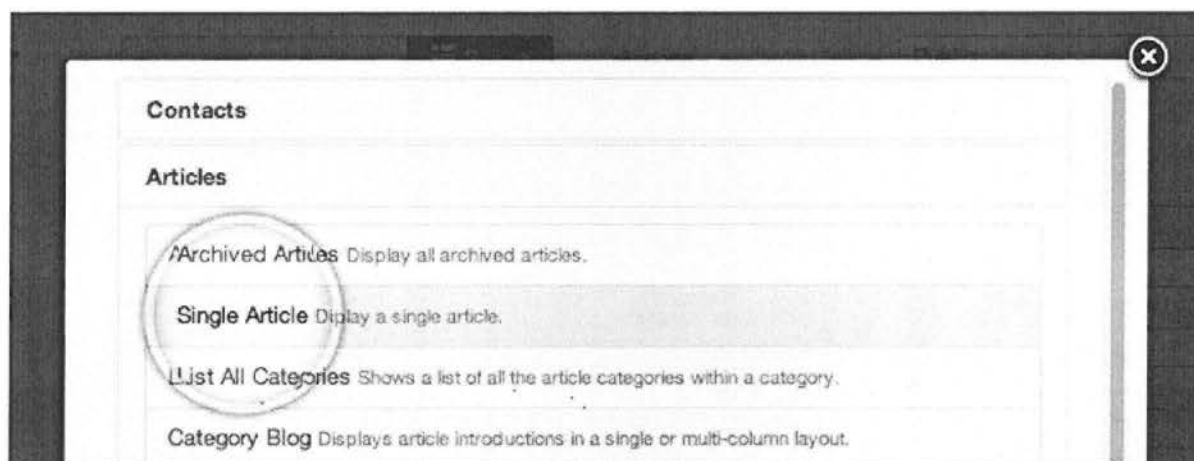 Contacts
Articles
Archived Articles Display all archived articles.
Single Article Diplay a single article.
List All Categories Shows a list of all the article categories within a category.
Category Blog Displays article introductions in a single or multi-column layout.